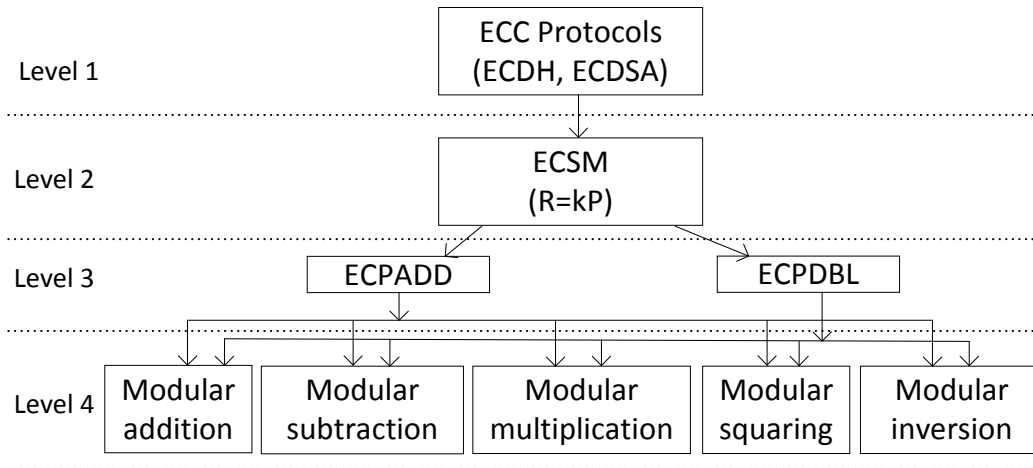 Level 1
ECC Protocols
(ECDH, ECDSA)
Level 2
ECSM
(R=kP)
Level 3
ECPADD
ECPDBL
Level 4
Modular
addition
Modular
subtraction
Modular
multiplication
Modular
squaring
Modular
inversion